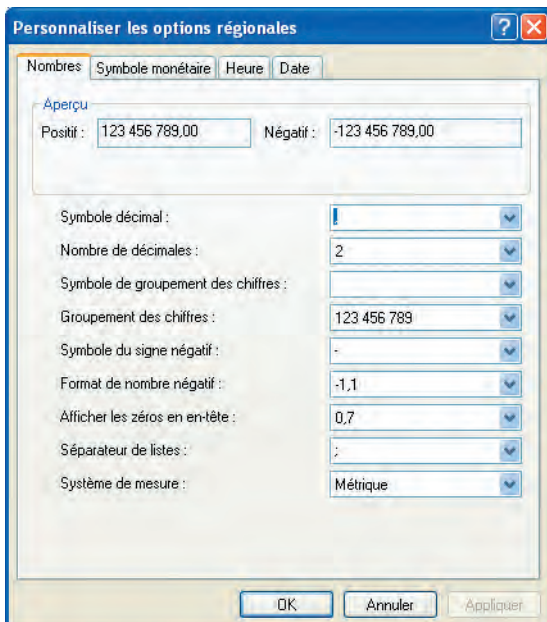 Personnaliser les options régionales ?
Nombres Symbole monétaire Heure Date
Aperçu
Positif : 123 456 789,00 Négatif : -123 456 789,00
Symbole décimal :
Nombre de décimales : 2
Symbole de groupement des chiffres :
Groupement des chiffres : 123 456 789
Symbole du signe négatif : -
Format de nombre négatif : -1,1
Afficher les zéros en en-tête : 0,7
Séparateur de listes : ;
Système de mesure : Métrique
OK Annuler Appliquer